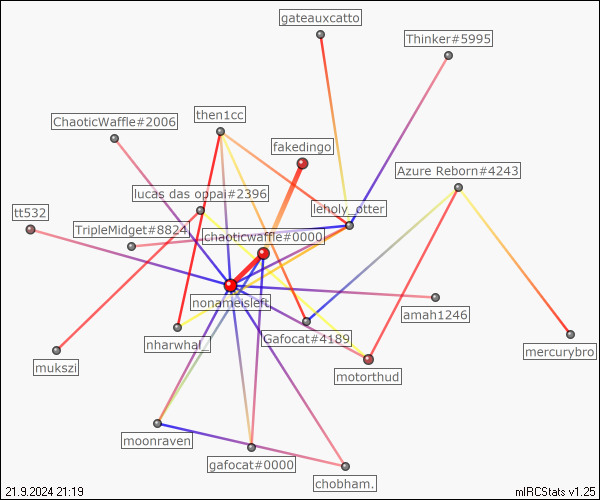 gateauxcatto
Thinker#5995
ChaoticWaffle#2006
then1cc
fakedingo
Azure Reborn#4243
lucas das oppai#2396
tt532
leholy_otter
TripleMidget#8824
chaoticwaffle#0000
nonameisleft
amah1246
Gafocat#4189
nharwhal_
mercurybro
mukszi
motorthud
moonraven
gafocat#0000
chobham.
21.9.2024 21:19
mIRCStats v1.25